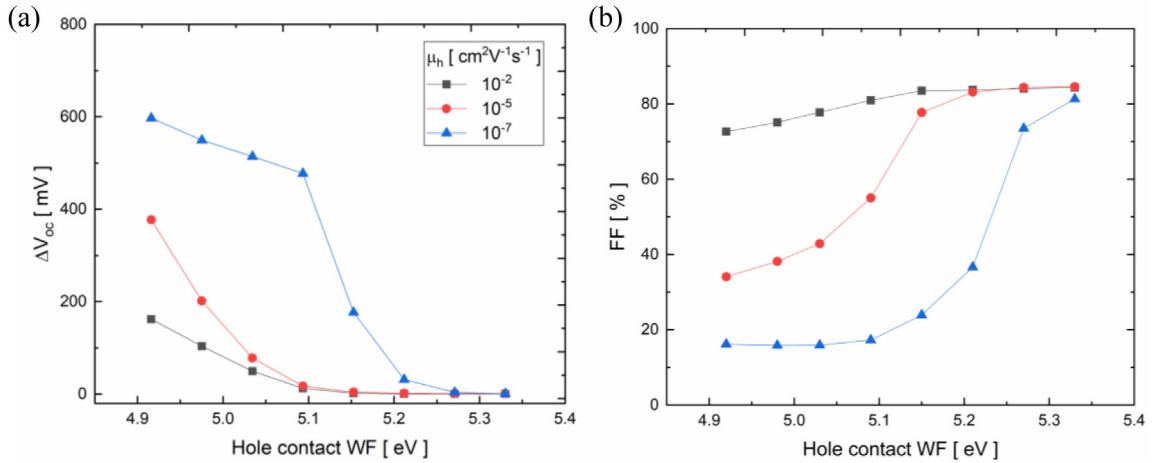 (a)
800
600
400
200
0
ΔVoc [ mV]
μh [ cm²V⁻¹s⁻¹]
10⁻²
10⁻⁵
10⁻⁷
4.9 5.0 5.1 5.2 5.3 5.4
Hole contact WF [ eV]
(b)
100
80
60
40
20
0
FF [ %]
4.9 5.0 5.1 5.2 5.3 5.4
Hole contact WF [ eV]